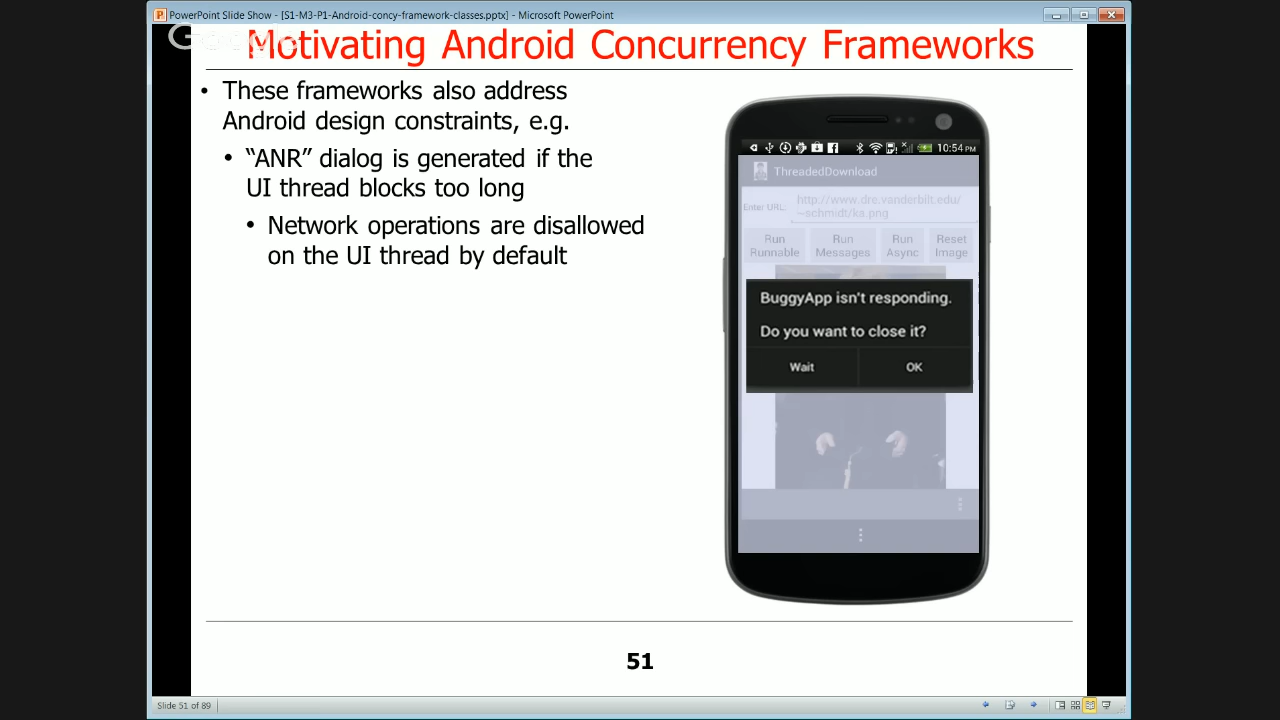 PowerPoint Slide Show - [S1-M3-P1-Android-concy-framework-classes.pptx] - Microsoft PowerPoint
Google
Motivating Android Concurrency Frameworks
• These frameworks also address
Android design constraints, e.g.
• “ANR” dialog is generated if the
UI thread blocks too long
• Network operations are disallowed
on the UI thread by default
10:54 PM
ThreadedDownload
Enter URL:
http://www.dre.vanderbilt.edu/
~schmidt/ka.png
Run Runnable
Run Messages
Run Async
Reset Image
BuggyApp isn't responding.
Do you want to close it?
Wait OK
51
Slide 51 of 89